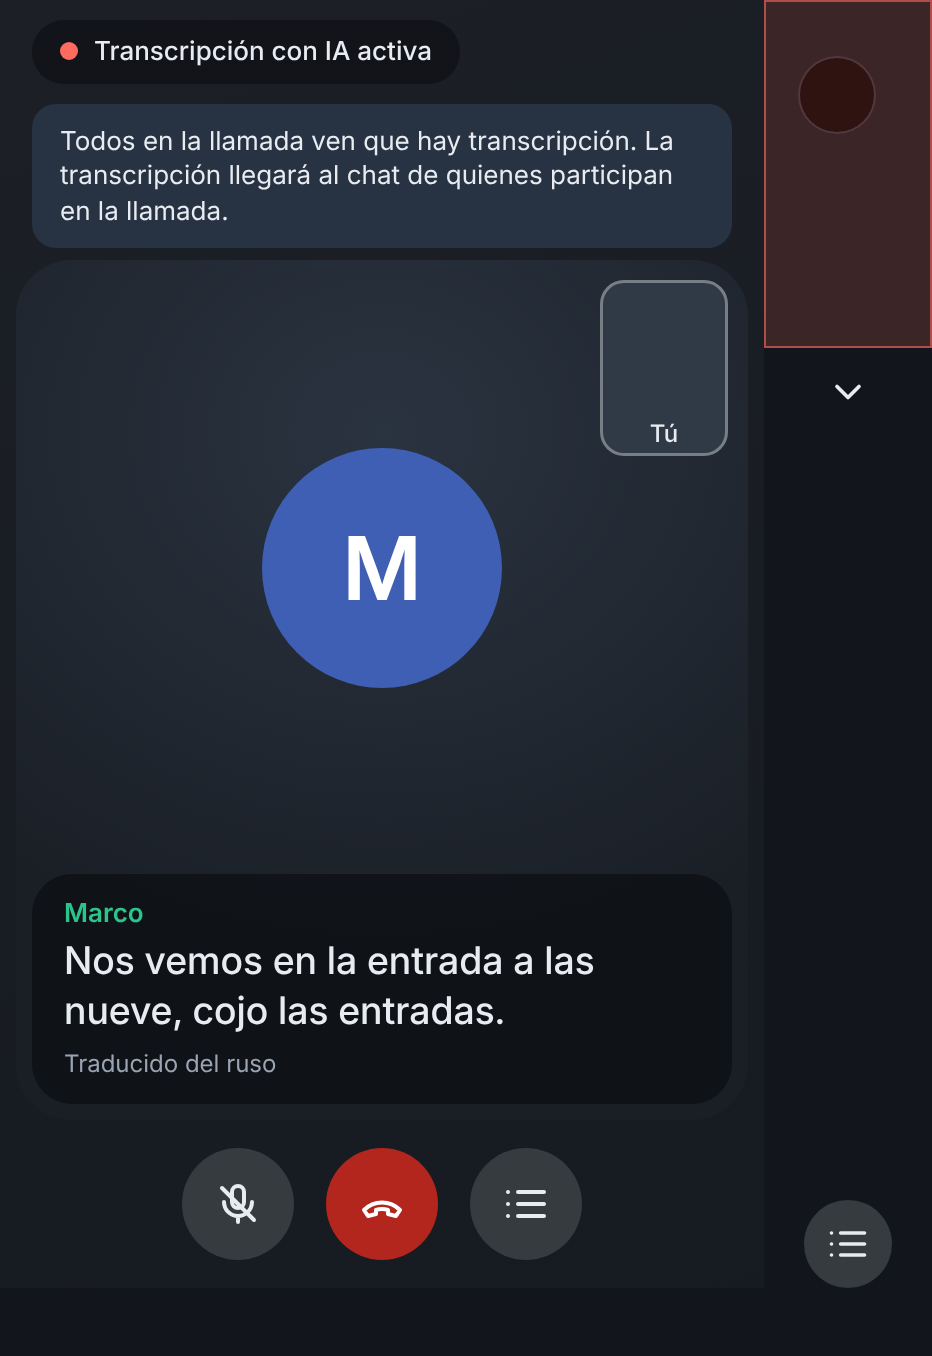 Transcripción con IA activa
Todos en la llamada ven que hay transcripción. La
transcripción llegará al chat de quienes participan
en la llamada.
Tú
M
Marco
Nos vemos en la entrada a las
nueve, cojo las entradas.
Traducido del ruso